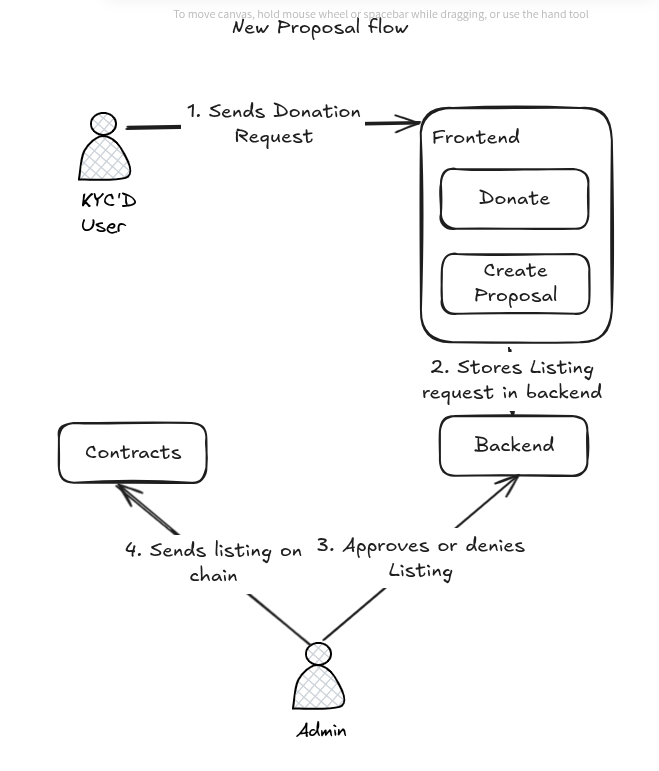 To move canvas, hold mouse wheel or spacebar while dragging, or use the hand tool
New Proposal flow
1. Sends Donation
Request
Frontend
Donate
Create
Proposal
KYC'D
User
2. Stores Listing
request in backend
Contracts
Backend
4. Sends listing on
chain
3. Approves or denies
Listing
Admin